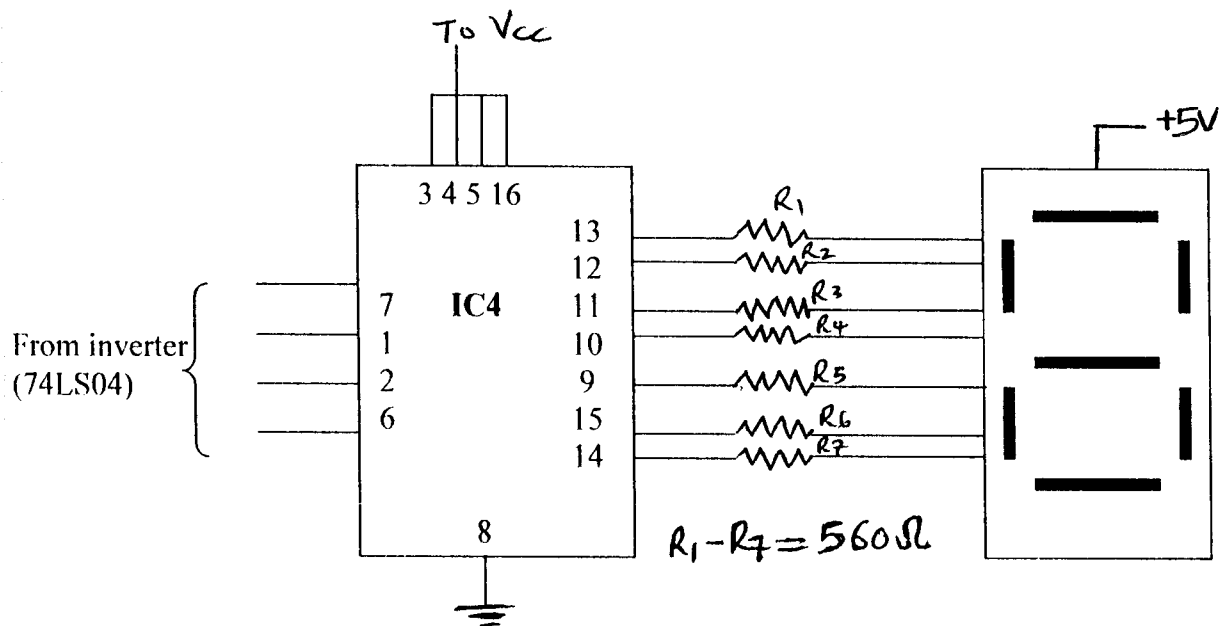 To Vcc
+5V
3 4 5 16
13
R1
12
R2
7
IC4
11
R3
1
10
R4
From inverter
(74LS04)
2
9
R5
6
15
R6
14
R7
8
R1-R7 = 560Ω